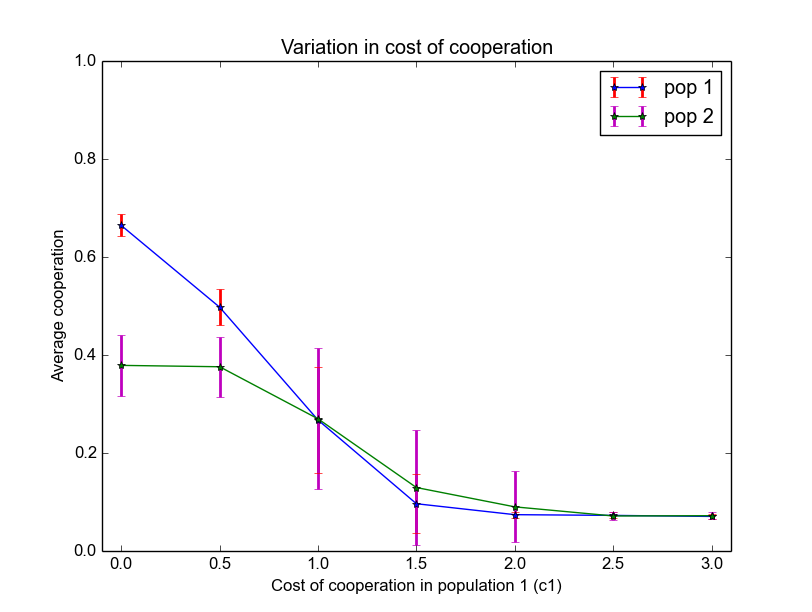 Variation in cost of cooperation
1.0
0.8
0.6
0.4
0.2
0.0
Average cooperation
pop 1
pop 2
0.0 0.5 1.0 1.5 2.0 2.5 3.0
Cost of cooperation in population 1 (c1)